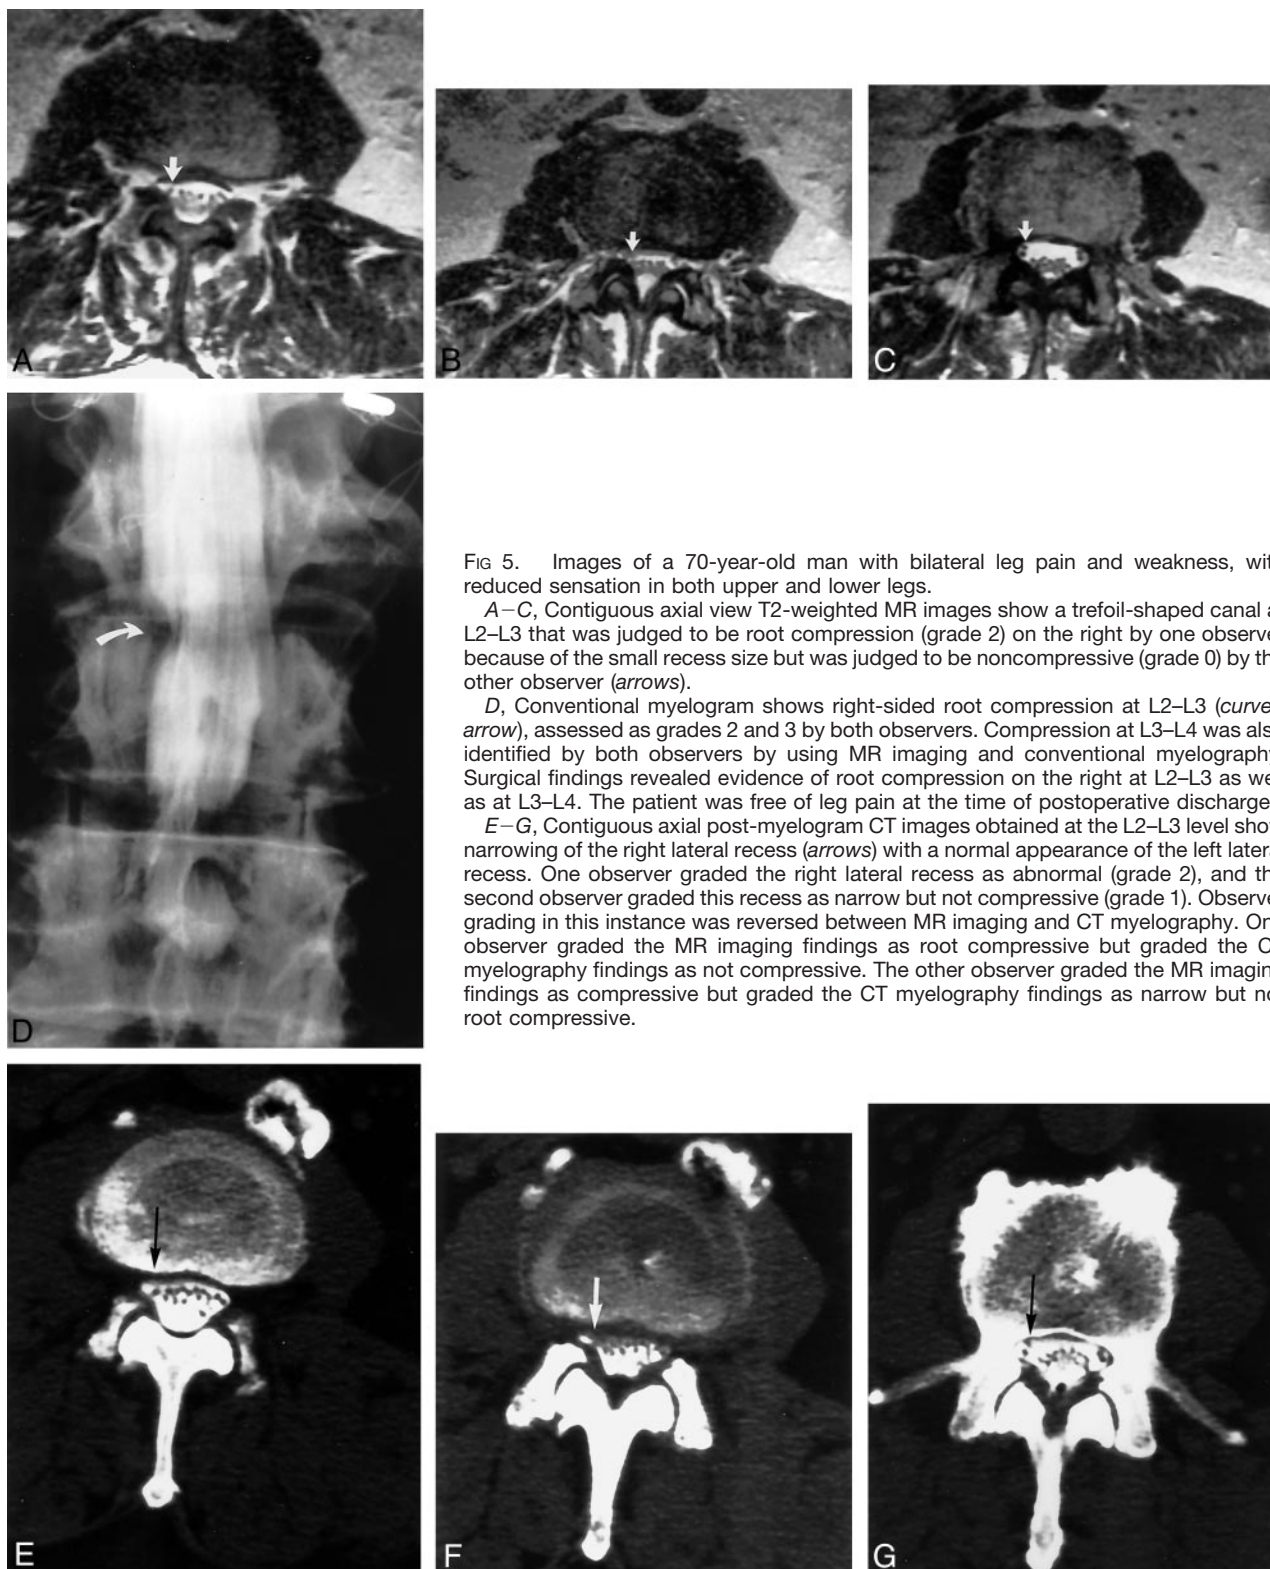 A
B
C
D
FIG 5. Images of a 70-year-old man with bilateral leg pain and weakness, wit
reduced sensation in both upper and lower legs.
A–C, Contiguous axial view T2-weighted MR images show a trefoil-shaped canal a
L2–L3 that was judged to be root compression (grade 2) on the right by one observe
because of the small recess size but was judged to be noncompressive (grade 0) by th
other observer (arrows).
D, Conventional myelogram shows right-sided root compression at L2–L3 (curve
arrow), assessed as grades 2 and 3 by both observers. Compression at L3–L4 was als
identified by both observers by using MR imaging and conventional myelography
Surgical findings revealed evidence of root compression on the right at L2–L3 as we
as at L3–L4. The patient was free of leg pain at the time of postoperative discharge
E–G, Contiguous axial post-myelogram CT images obtained at the L2–L3 level sho
narrowing of the right lateral recess (arrows) with a normal appearance of the left latera
recess. One observer graded the right lateral recess as abnormal (grade 2), and th
second observer graded this recess as narrow but not compressive (grade 1). Observe
grading in this instance was reversed between MR imaging and CT myelography. On
observer graded the MR imaging findings as root compressive but graded the C
myelography findings as not compressive. The other observer graded the MR imagin
findings as compressive but graded the CT myelography findings as narrow but no
root compressive.
E
F
G